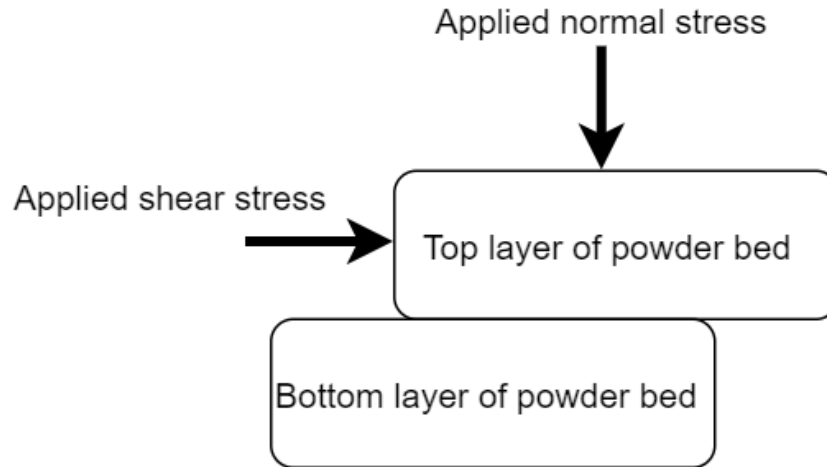 Applied normal stress
Applied shear stress
Top layer of powder bed
Bottom layer of powder bed